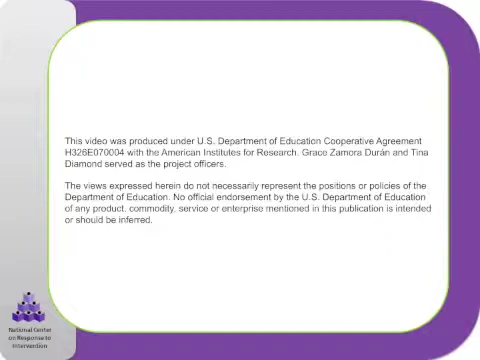 This video was produced under U.S. Department of Education Cooperative Agreement
H326E070004 with the American Institutes for Research. Grace Zamora Durán and Tina
Diamond served as the project officers.
The views expressed herein do not necessarily represent the positions or policies of the
Department of Education. No official endorsement by the U.S. Department of Education
of any product, commodity, service or enterprise mentioned in this publication is intended
or should be inferred.
National Center
on Response to
Intervention